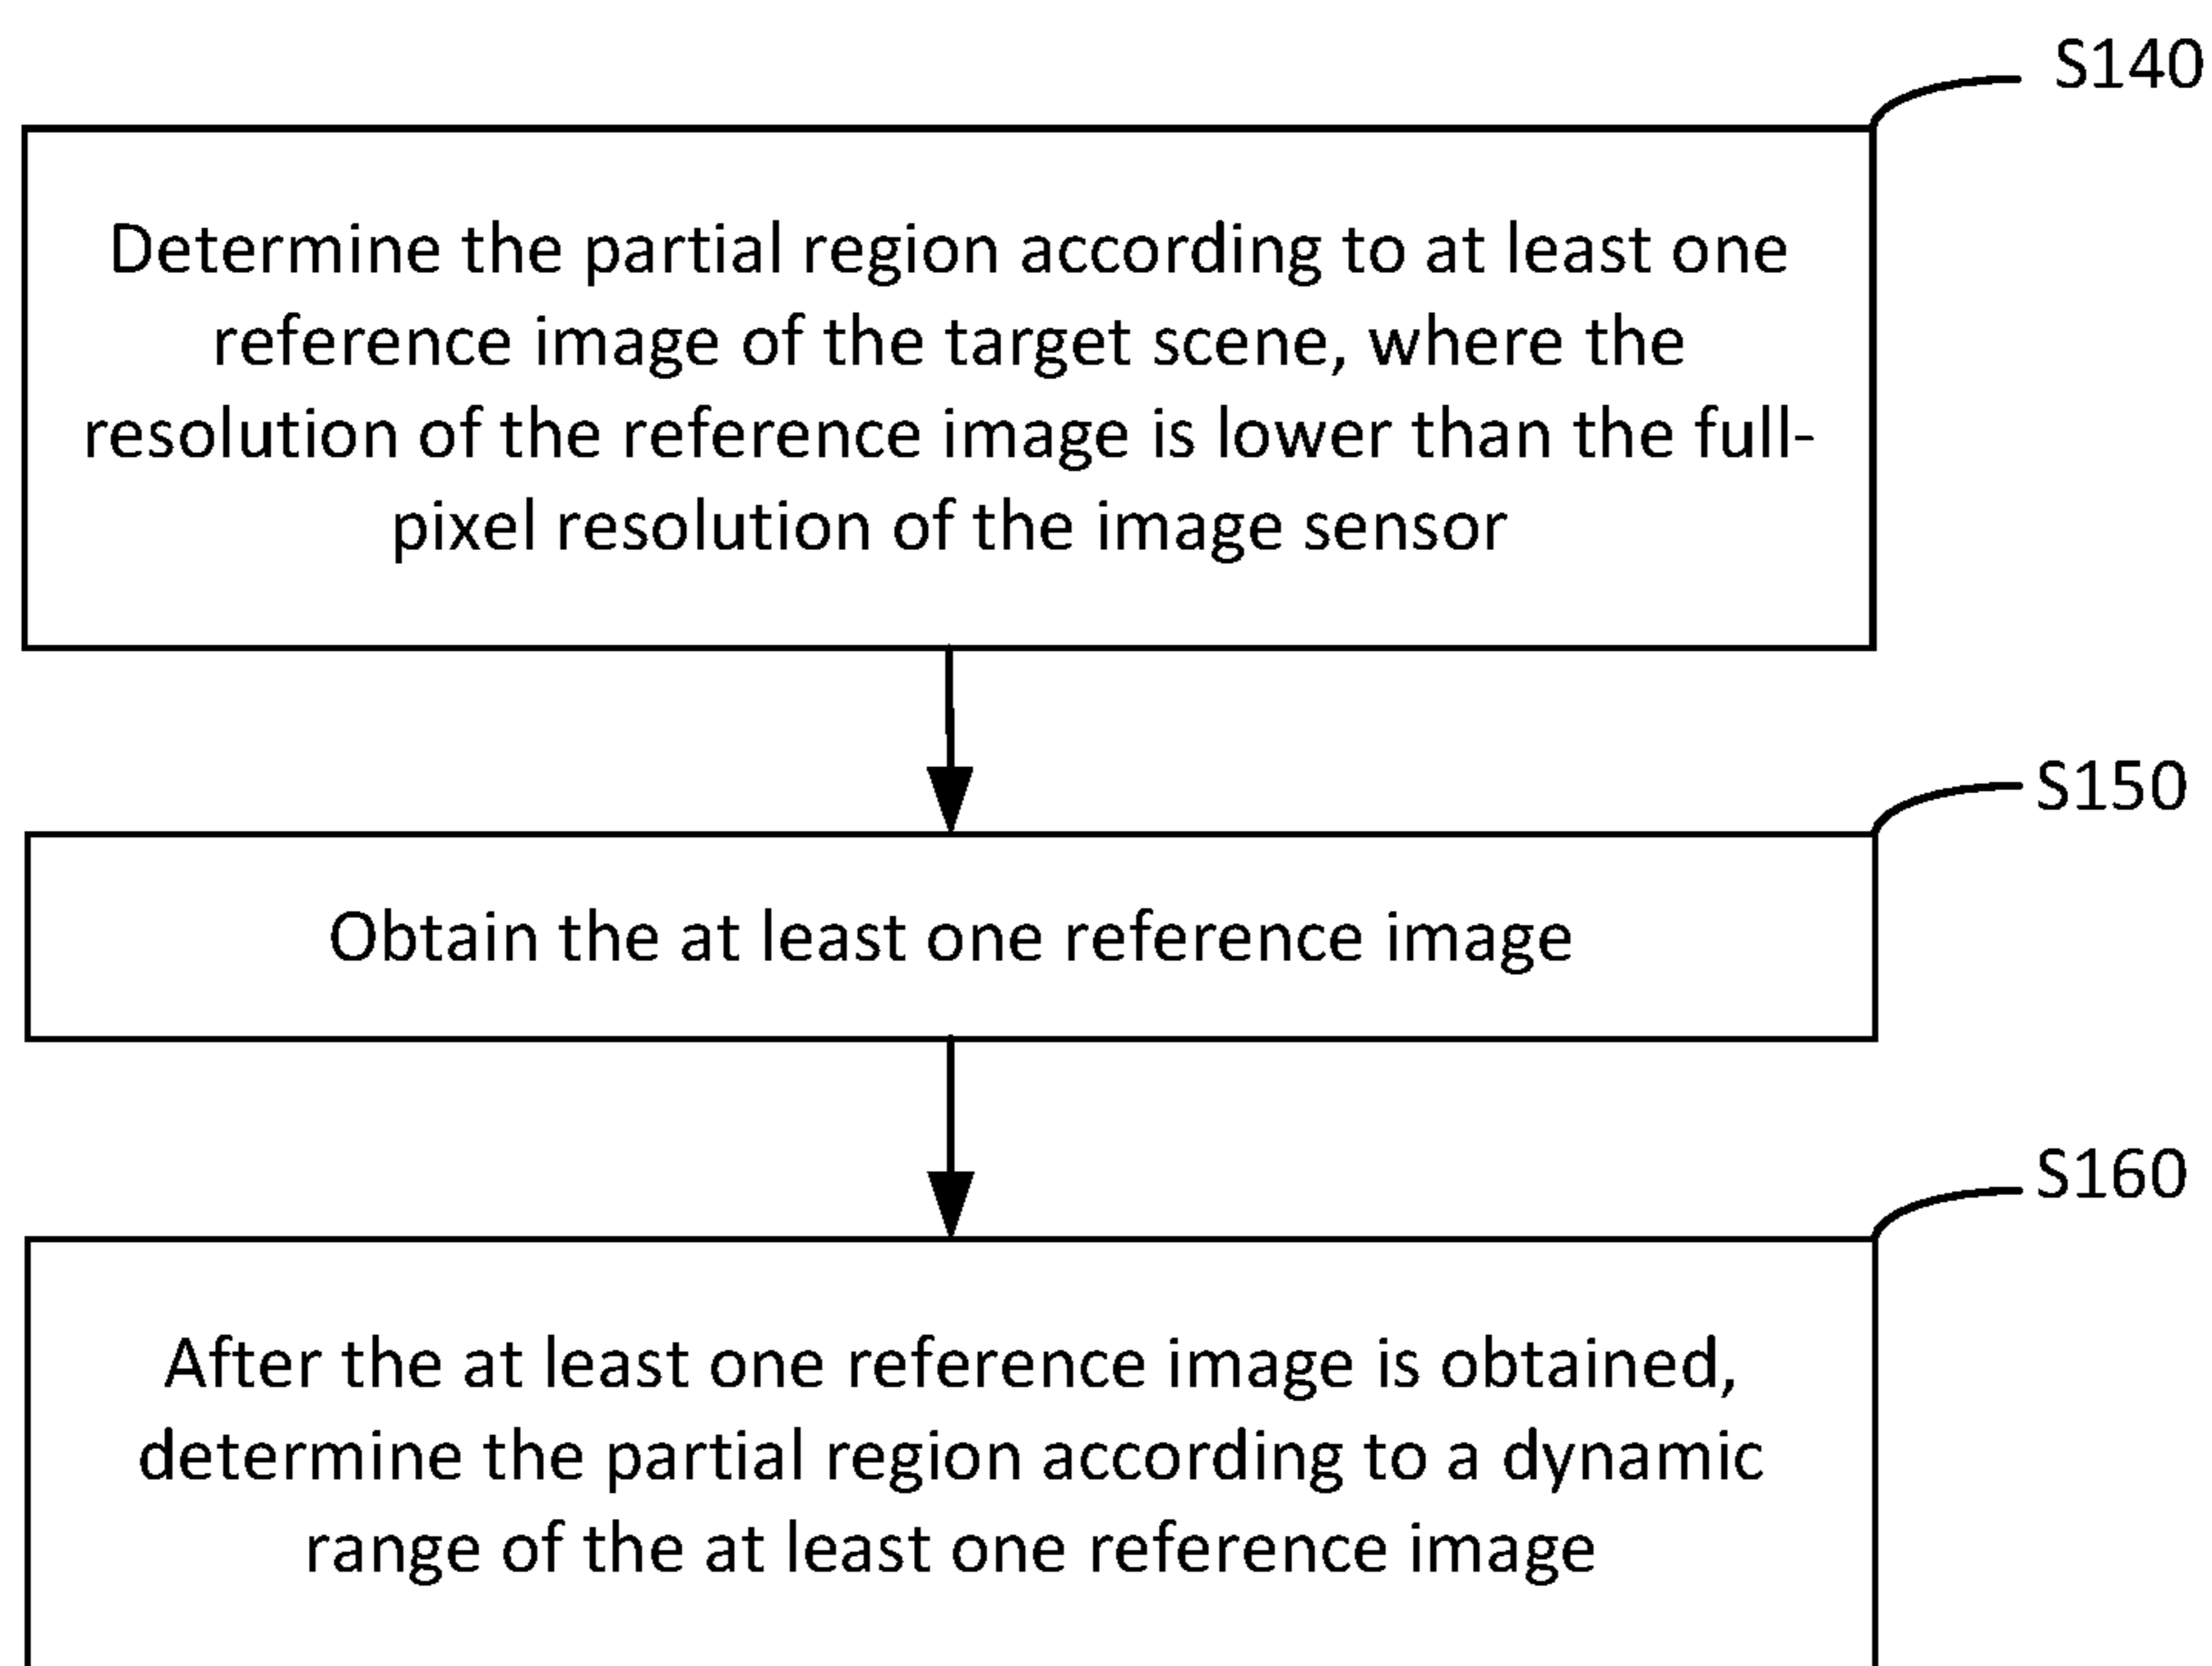 S140
Determine the partial region according to at least one
reference image of the target scene, where the
resolution of the reference image is lower than the full-
pixel resolution of the image sensor
S150
Obtain the at least one reference image
S160
After the at least one reference image is obtained,
determine the partial region according to a dynamic
range of the at least one reference image